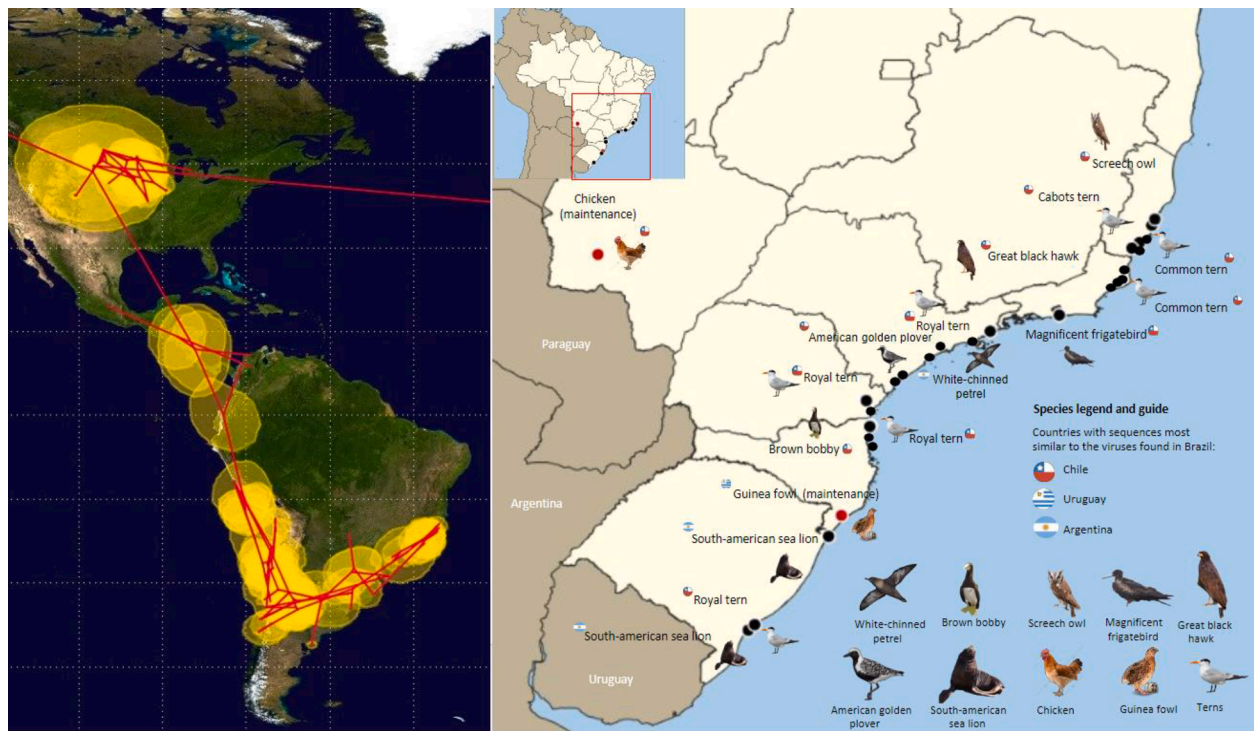 Chicken
(maintenance)
Screech owl
Cabots tern
Great black hawk
Common tern
Common tern
Royal tern
American golden plover
Magnificent frigatebird
Paraguay
Royal tern
White-chinned
petrel
Species legend and guide
Countries with sequences most
similar to the viruses found in Brazil:
Chile
Uruguay
Argentina
Royal tern
Brown bobby
Guinea fowl (maintenance)
Argentina
South-american sea lion
Royal tern
South-american sea lion
Uruguay
White-chinned
petrel
Brown bobby
Screech owl
Magnificent
frigatebird
Great black
hawk
American golden
plover
South-american
sea lion
Chicken
Guinea fowl
Terns